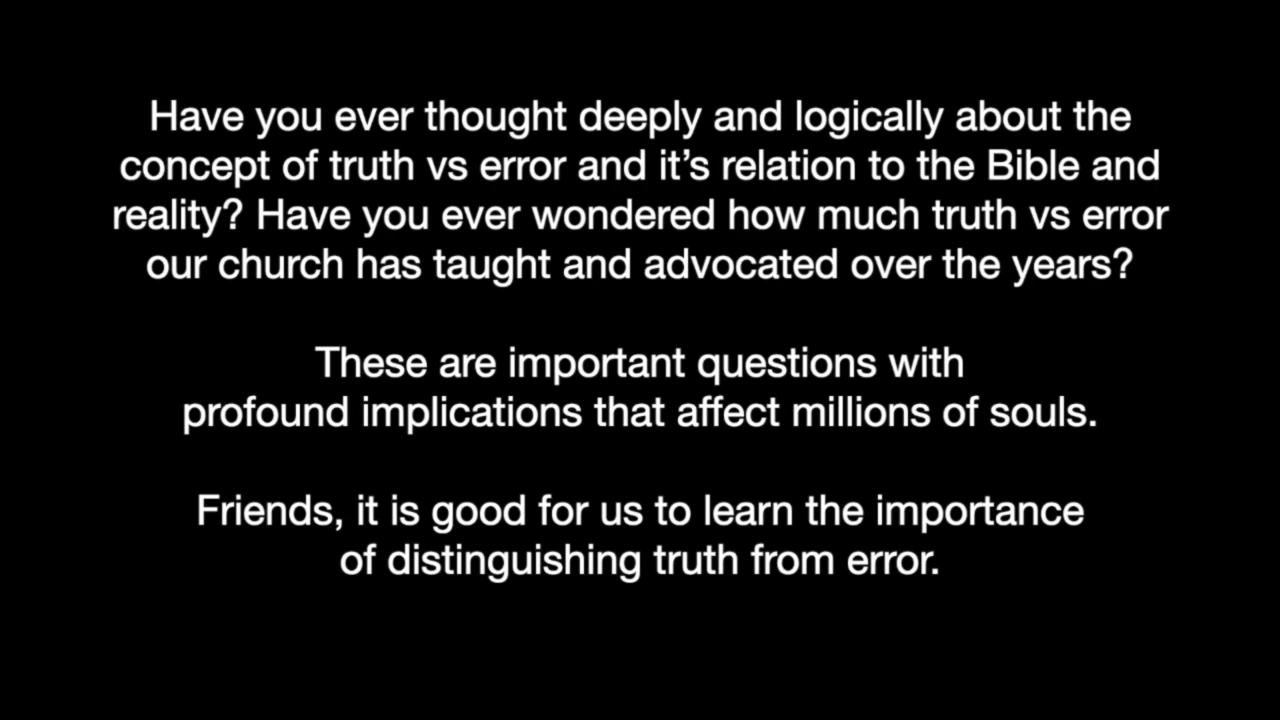 Have you ever thought deeply and logically about the
concept of truth vs error and it’s relation to the Bible and
reality? Have you ever wondered how much truth vs error
our church has taught and advocated over the years?
These are important questions with
profound implications that affect millions of souls.
Friends, it is good for us to learn the importance
of distinguishing truth from error.